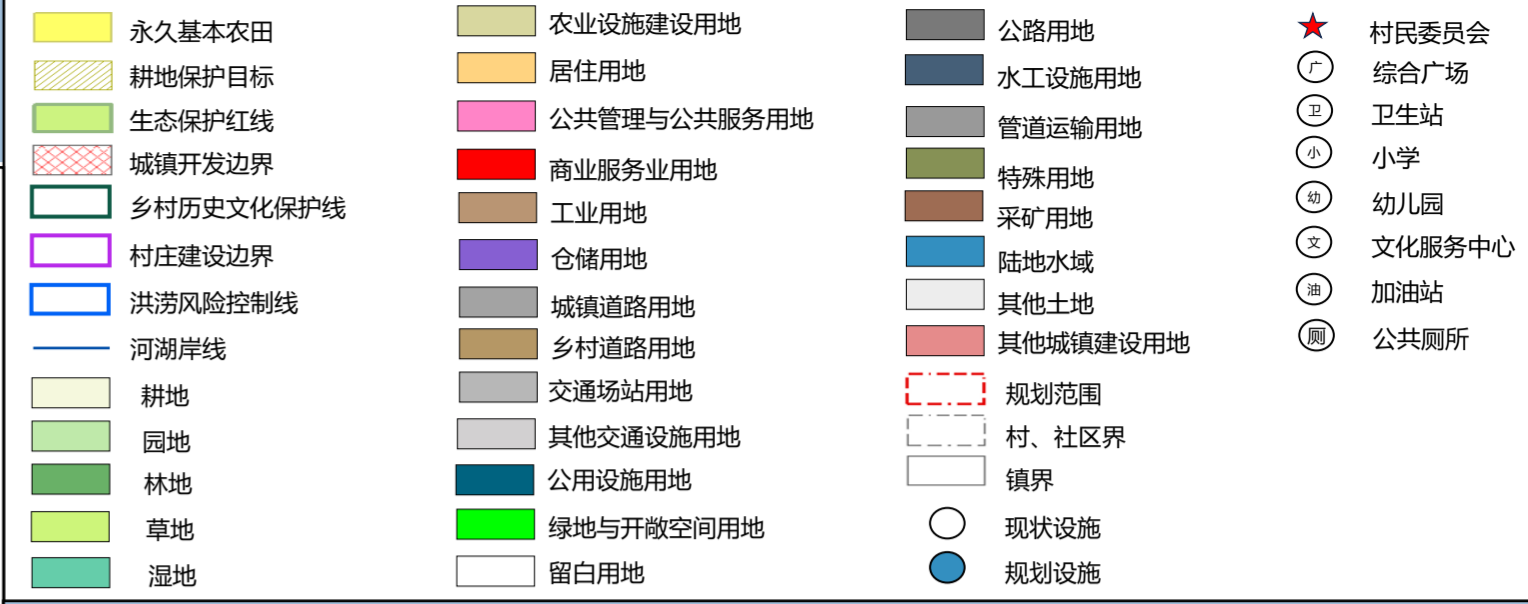 永久基本农田
耕地保护目标
生态保护红线
城镇开发边界
乡村历史文化保护线
村庄建设边界
洪涝风险控制线
河湖岸线
耕地
园地
林地
草地
湿地
农业设施建设用地
居住用地
公共管理与公共服务用地
商业服务业用地
工业用地
仓储用地
城镇道路用地
乡村道路用地
交通场站用地
其他交通设施用地
公用设施用地
绿地与开敞空间用地
留白用地
公路用地
水工设施用地
管道运输用地
特殊用地
采矿用地
陆地水域
其他土地
其他城镇建设用地
规划范围
村、社区界
镇界
现状设施
规划设施
村民委员会
广 综合广场
卫 卫生站
小 小学
幼 幼儿园
文 文化服务中心
油 加油站
厕 公共厕所